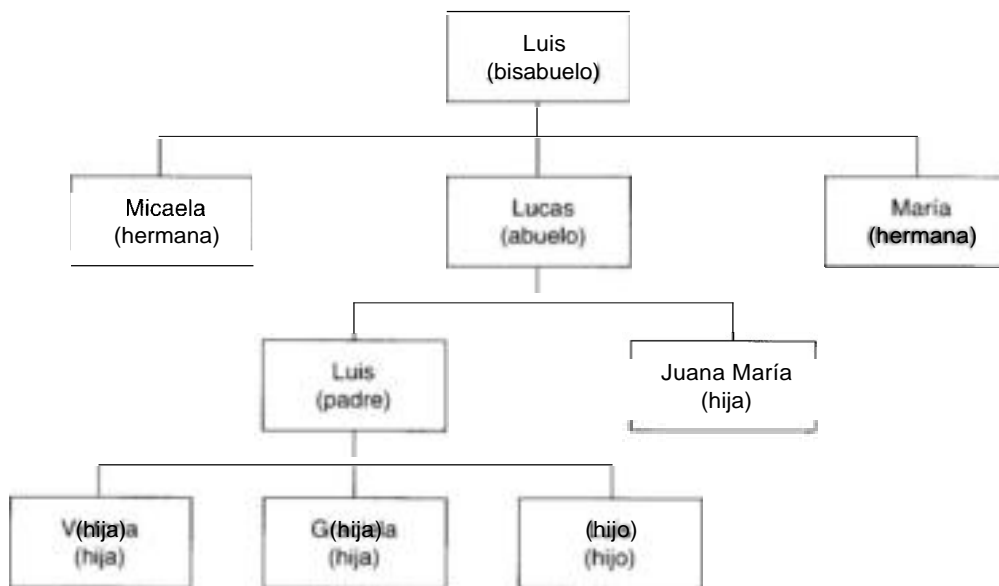 Luis
(bisabuelo)
Micaela
(hermana)
Lucas
(abuelo)
María
(hermana)
Luis
(padre)
Juana María
(hija)
(hija)
(hija)
(hija)
(hija)
(hijo)
(hijo)